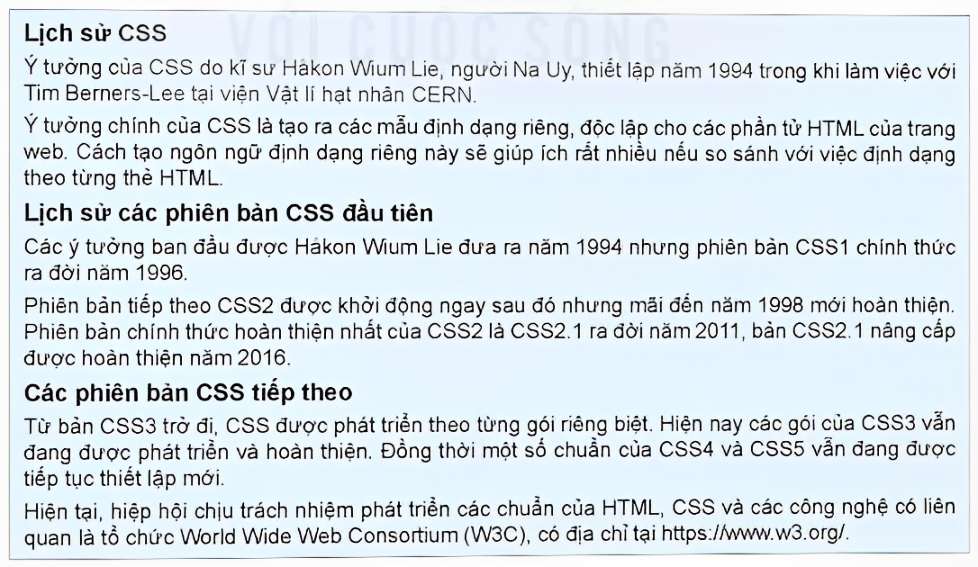 VỚI CUỘC SỐNG
Lịch sử CSS
Ý tưởng của CSS do kĩ sư Håkon Wium Lie, người Na Uy, thiết lập năm 1994 trong khi làm việc với
Tim Berners-Lee tại viện Vật lí hạt nhân CERN.
Ý tưởng chính của CSS là tạo ra các mẫu định dạng riêng, độc lập cho các phần tử HTML của trang
web. Cách tạo ngôn ngữ định dạng riêng này sẽ giúp ích rất nhiều nếu so sánh với việc định dạng
theo từng thẻ HTML.
Lịch sử các phiên bản CSS đầu tiên
Các ý tưởng ban đầu được Håkon Wium Lie đưa ra năm 1994 nhưng phiên bản CSS1 chính thức
ra đời năm 1996.
Phiên bản tiếp theo CSS2 được khởi động ngay sau đó nhưng mãi đến năm 1998 mới hoàn thiện.
Phiên bản chính thức hoàn thiện nhất của CSS2 là CSS2.1 ra đời năm 2011, bản CSS2.1 nâng cấp
được hoàn thiện năm 2016.
Các phiên bản CSS tiếp theo
Từ bản CSS3 trở đi, CSS được phát triển theo từng gói riêng biệt. Hiện nay các gói của CSS3 vẫn
đang được phát triển và hoàn thiện. Đồng thời một số chuẩn của CSS4 và CSS5 vẫn đang được
tiếp tục thiết lập mới.
Hiện tại, hiệp hội chịu trách nhiệm phát triển các chuẩn của HTML, CSS và các công nghệ có liên
quan là tổ chức World Wide Web Consortium (W3C), có địa chỉ tại https://www.w3.org/.